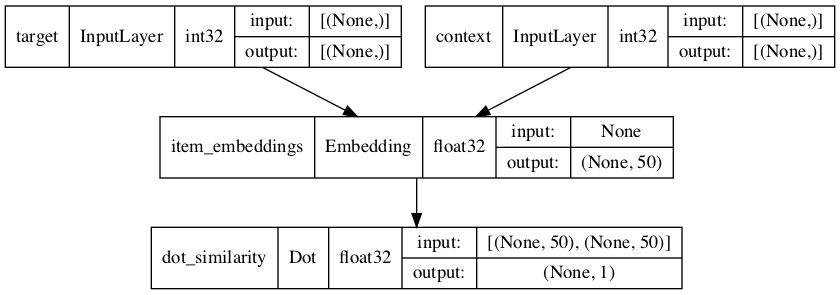 target InputLayer int32 input: [(None,)]
output: [(None,)]
context InputLayer int32 input: [(None,)]
output: [(None,)]
item_embeddings Embedding float32 input: None
output: (None, 50)
dot_similarity Dot float32 input: [(None, 50), (None, 50)]
output: (None, 1)